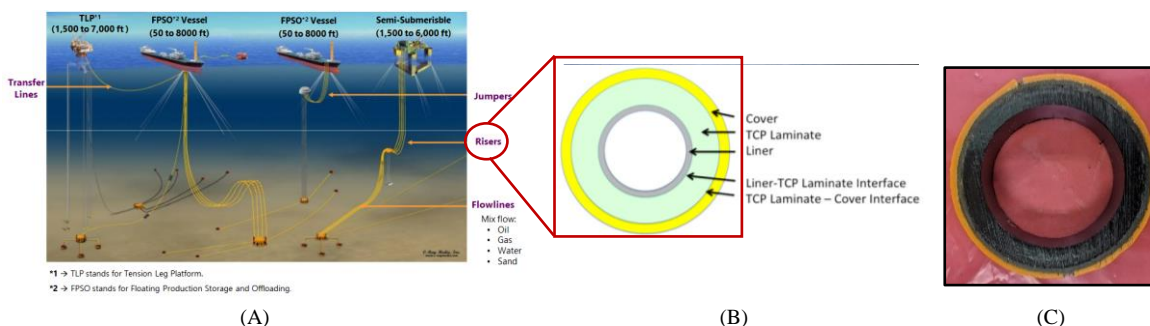 TLP*1
(1,500 to 7,000 ft)
FPSO*2 Vessel
(50 to 8000 ft)
FPSO*2 Vessel
(50 to 8000 ft)
Semi-Submerisble
(1,500 to 6,000 ft)
Transfer
Lines
Jumpers
Risers
Flowlines
Mix flow:
• Oil
• Gas
• Water
• Sand
*1 → TLP stands for Tension Leg Platform.
*2 → FPSO stands for Floating Production Storage and Offloading.
Cover
TCP Laminate
Liner
Liner-TCP Laminate Interface
TCP Laminate – Cover Interface
(A)
(B)
(C)